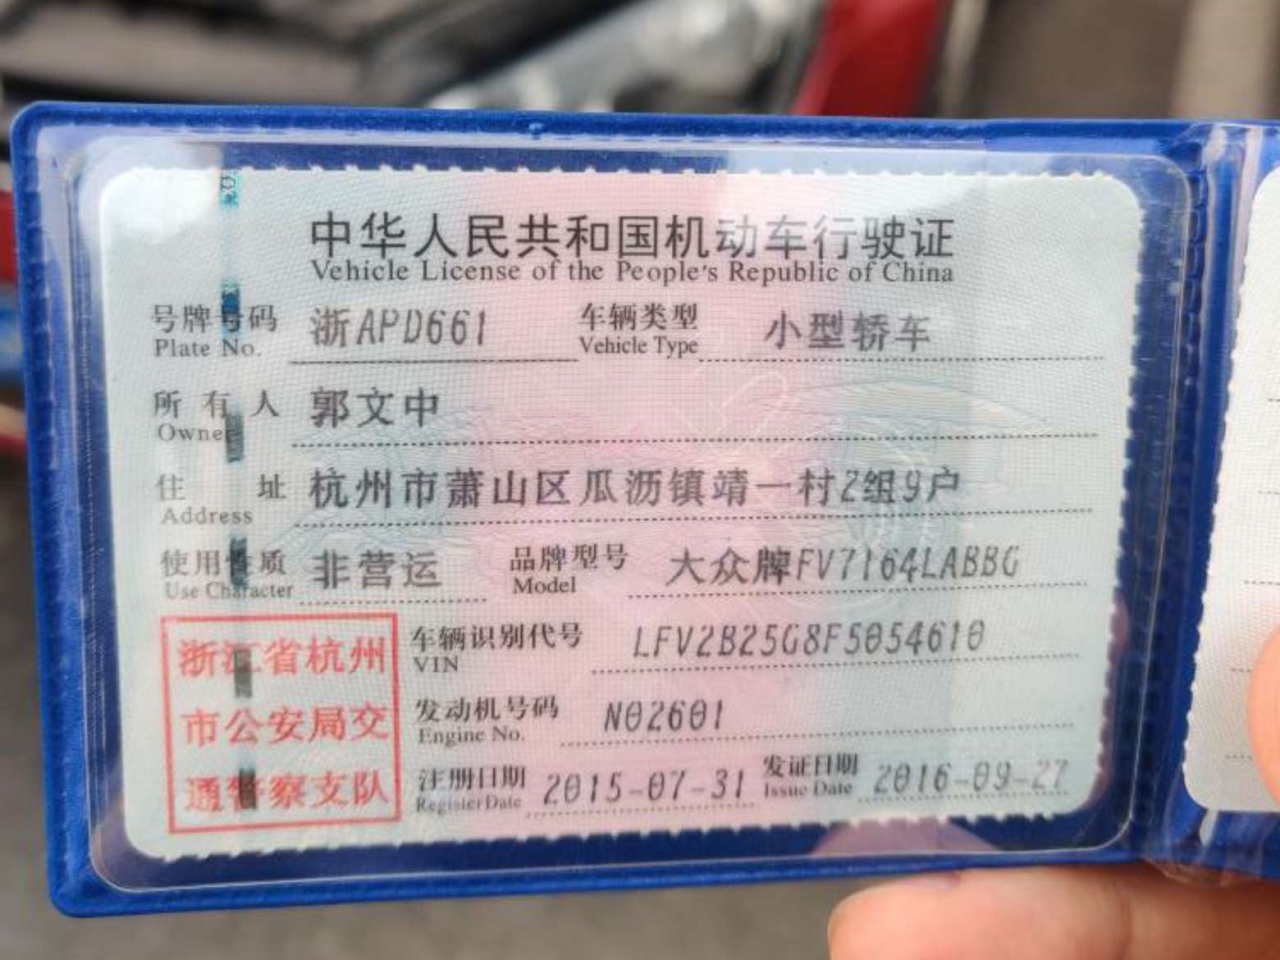 中华人民共和国机动车行驶证
Vehicle License of the People's Republic of China
号牌号码 浙APD661 车辆类型 小型轿车
Plate No. Vehicle Type
所有人 郭文中
Owner
住址 杭州市萧山区瓜沥镇靖一村2组9户
Address
使用性质 非营运 品牌型号 大众牌FV7164LABBG
Use Character Model
浙江省杭州
市公安局交
通警察支队
车辆识别代号 LFV2B25G8F5054610
VIN
发动机号码 N02601
Engine No.
注册日期 2015-07-31 发证日期 2016-09-27
Register Date Issue Date